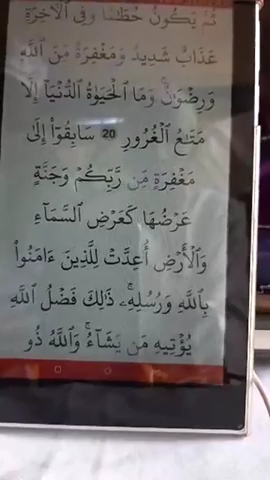 ثُمَّ يَكُونُ حُطَٰمًا وَفِي ٱلْأٓخِرَةِ
عَذَابٌ شَدِيدٌ وَمَغْفِرَةٌ مِّنَ ٱللَّهِ
وَرِضْوَٰنٌ ۚ وَمَا ٱلْحَيَوٰةُ ٱلدُّنْيَآ إِلَّا
مَتَٰعُ ٱلْغُرُورِ 20 سَابِقُوٓا۟ إِلَىٰ
مَغْفِرَةٍ مِّن رَّبِّكُمْ وَجَنَّةٍ
عَرْضُهَا كَعَرْضِ ٱلسَّمَآءِ
وَٱلْأَرْضِ أُعِدَّتْ لِلَّذِينَ ءَامَنُوا۟
بِٱللَّهِ وَرُسُلِهِۦ ۚ ذَٰلِكَ فَضْلُ ٱللَّهِ
يُؤْتِيهِ مَن يَشَآءُ ۚ وَٱللَّهُ ذُو